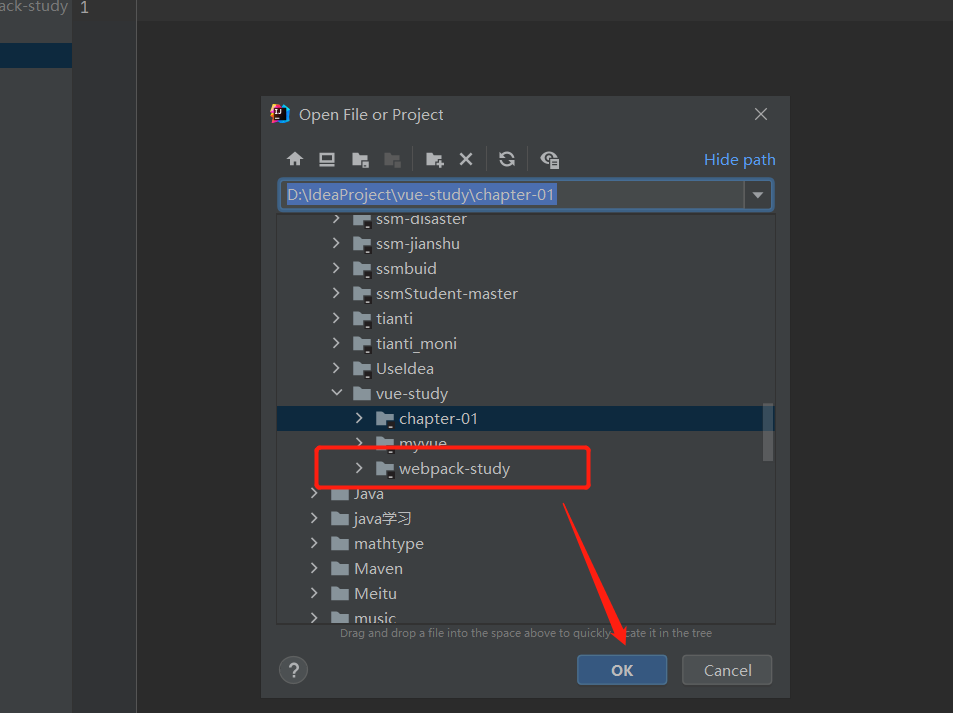 ack-study
1
Open File or Project
Hide path
D:\IdeaProject\vue-study\chapter-01
ssm-disaster
ssm-jianshu
ssmbuid
ssmStudent-master
tianti
tianti_moni
UseIdea
vue-study
chapter-01
myvue
webpack-study
Java
java学习
mathtype
Maven
Meitu
music
Drag and drop a file into the space above to quickly cate it in the tree
?
OK
Cancel